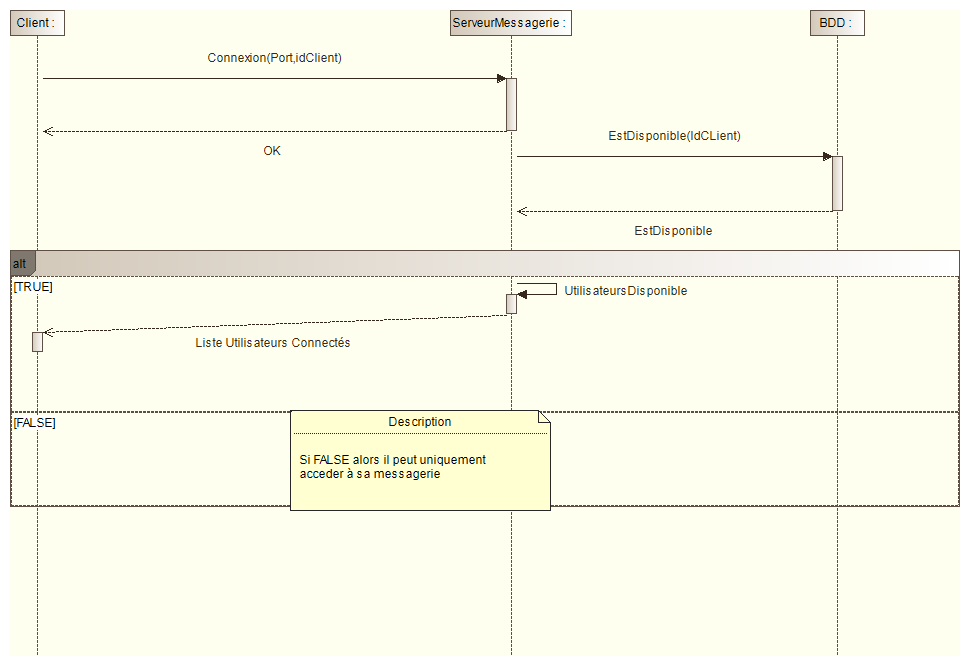 Client :
ServeurMessagerie :
BDD :
Connexion(Port,idClient)
OK
EstDisponible(IdCLient)
EstDisponible
alt
[TRUE]
UtilisateursDisponible
Liste Utilisateurs Connectés
[FALSE]
Description
Si FALSE alors il peut uniquement
acceder à sa messagerie